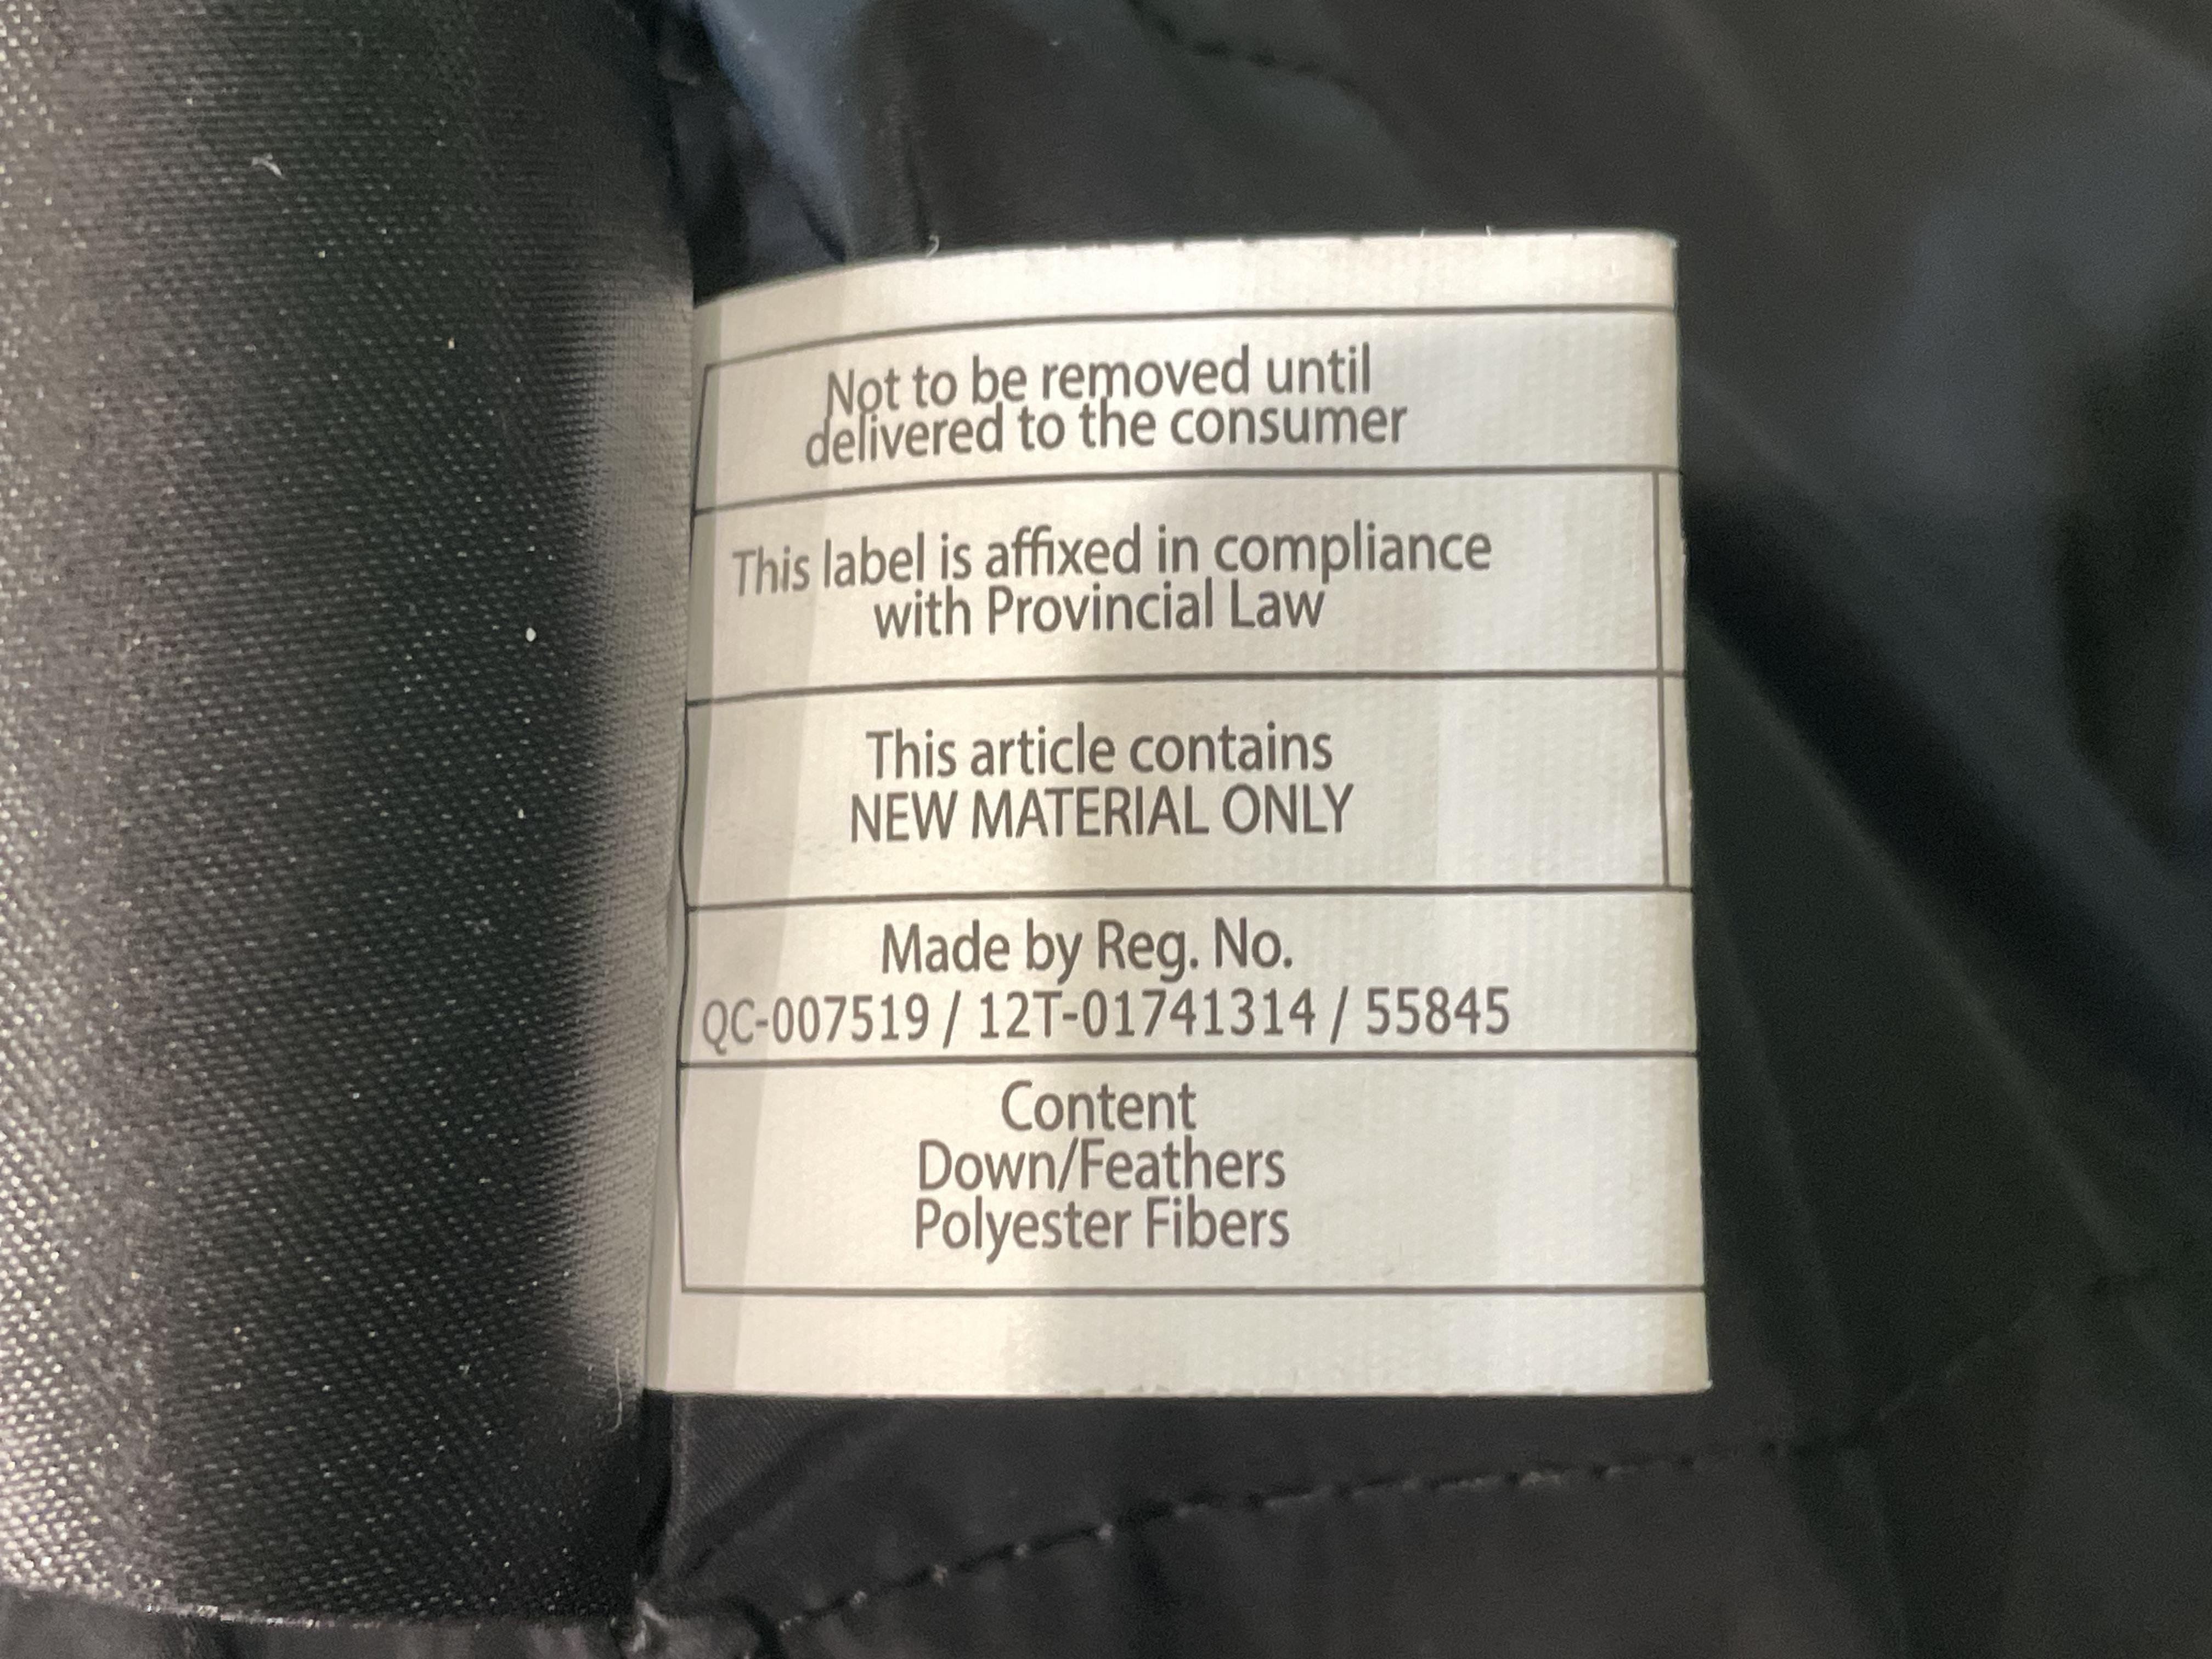 Not to be removed until
delivered to the consumer
This label is affixed in compliance
with Provincial Law
This article contains
NEW MATERIAL ONLY
Made by Reg. No.
QC-007519 / 12T-01741314 / 55845
Content
Down/Feathers
Polyester Fibers